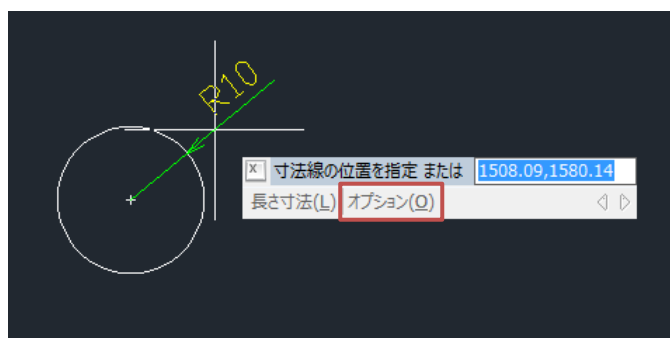 R10
x 寸法線の位置を指定 または 1508.09,1580.14
長さ寸法(L) オプション(O)